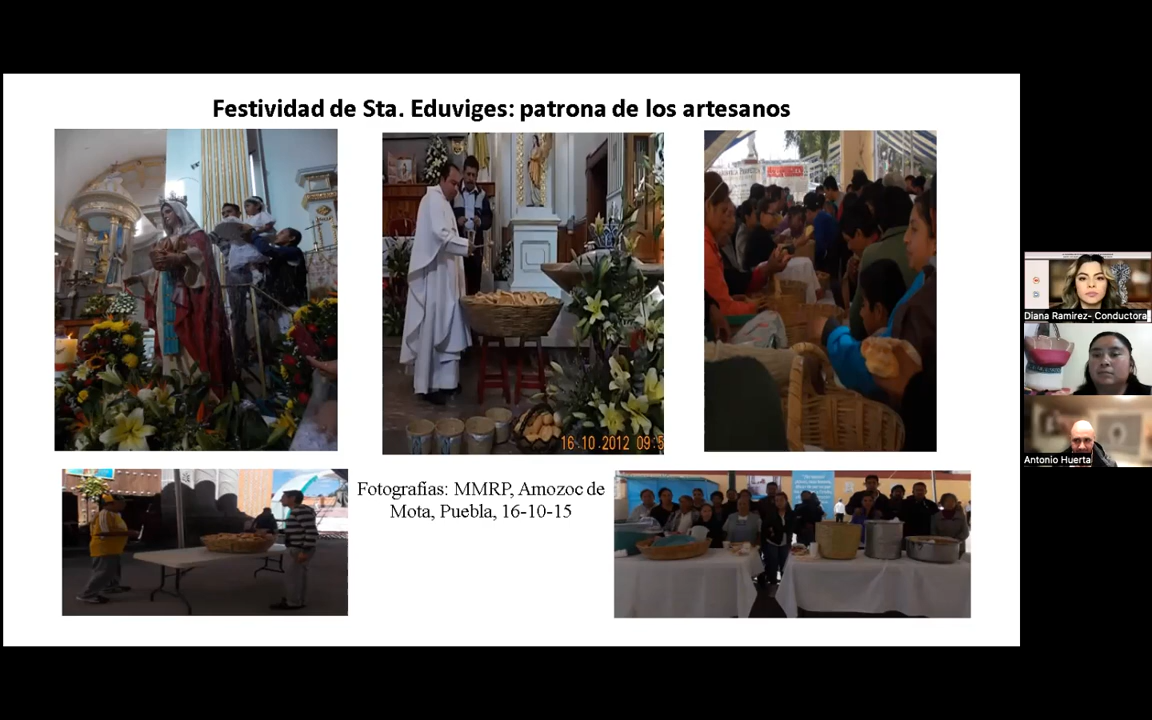 Festividad de Sta. Eduviges: patrona de los artesanos
16 10 2012 09:5
Fotografías: MMRP, Amozoc de
Mota, Puebla, 16-10-15
Diana Ramírez- Conductora
Antonio Huerta